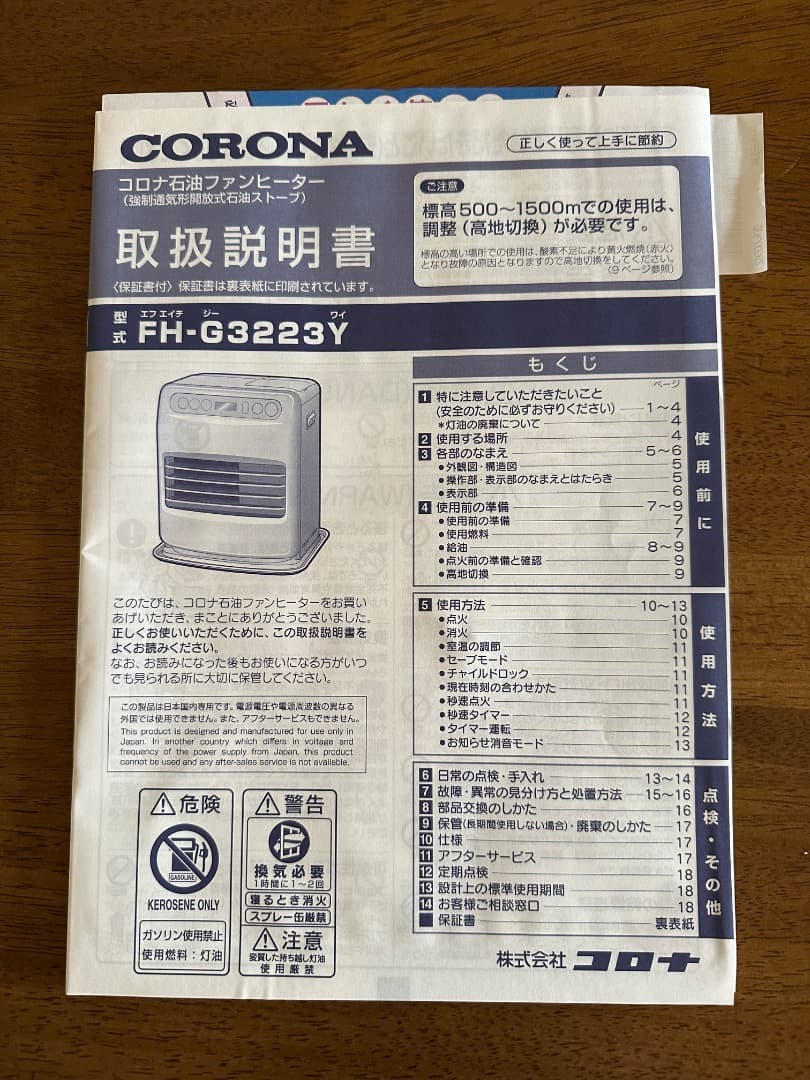 CORONA
正しく使って上手に節約
コロナ石油ファンヒーター
(強制通気形開放式石油ストーブ)
取扱説明書
〈保証書付〉保証書は裏表紙に印刷されています。
ご注意
標高500〜1500mでの使用は、
調整(高地切換)が必要です。
標高の高い場所での使用は、酸素不足により黄火燃焼(赤火)
となり故障の原因となりますので高地切換をしてください。
(9ページ参照)
エフ エイチ ジー ワイ
型式 FH-G3223Y
もくじ
ページ
1 特に注意していただきたいこと
(安全のために必ずお守りください) 1〜4
*灯油の廃棄について 4
2 使用する場所 4
3 各部のなまえ 5〜6
●外観図・構造図 5
●操作部・表示部のなまえとはたらき 5
●表示部 6
4 使用前の準備 7〜9
●使用前の準備 7
●使用燃料 7
●給油 8〜9
●点火前の準備と確認 9
●高地切換 9
使用前に
5 使用方法 10〜13
●点火 10
●消火 10
●室温の調節 11
●セーブモード 11
●チャイルドロック 11
●現在時刻の合わせかた 11
●秒速点火 11
●秒速タイマー 12
●タイマー運転 12
●お知らせ消音モード 13
使用方法
6 日常の点検・手入れ 13〜14
7 故障・異常の見分け方と処置方法 15〜16
8 部品交換のしかた 16
9 保管(長期間使用しない場合)・廃棄のしかた 17
10 仕様 17
11 アフターサービス 17
12 定期点検 18
13 設計上の標準使用期間 18
14 お客様ご相談窓口 18
■ 保証書 裏表紙
点検・その他
このたびは、コロナ石油ファンヒーターをお買い
あげいただき、まことにありがとうございました。
正しくお使いいただくために、この取扱説明書を
よくお読みください。
なお、お読みになった後もお使いになる方がいつ
でも見られる所に大切に保管してください。
この製品は日本国内専用です。電源電圧や電源周波数の異なる
外国では使用できません。また、アフターサービスもできません。
This product is designed and manufactured for use only in
Japan. In another country which differs in voltage and
frequency of the power supply from Japan, this product
cannot be used and any after-sales service is not available.
危険
GASOLINE
KEROSENE ONLY
ガソリン使用禁止
使用燃料:灯油
警告
換気必要
1時間に1〜2回
寝るとき消火
スプレー缶厳禁
注意
変質した持ち越し灯油
使用厳禁
株式会社 コロナ